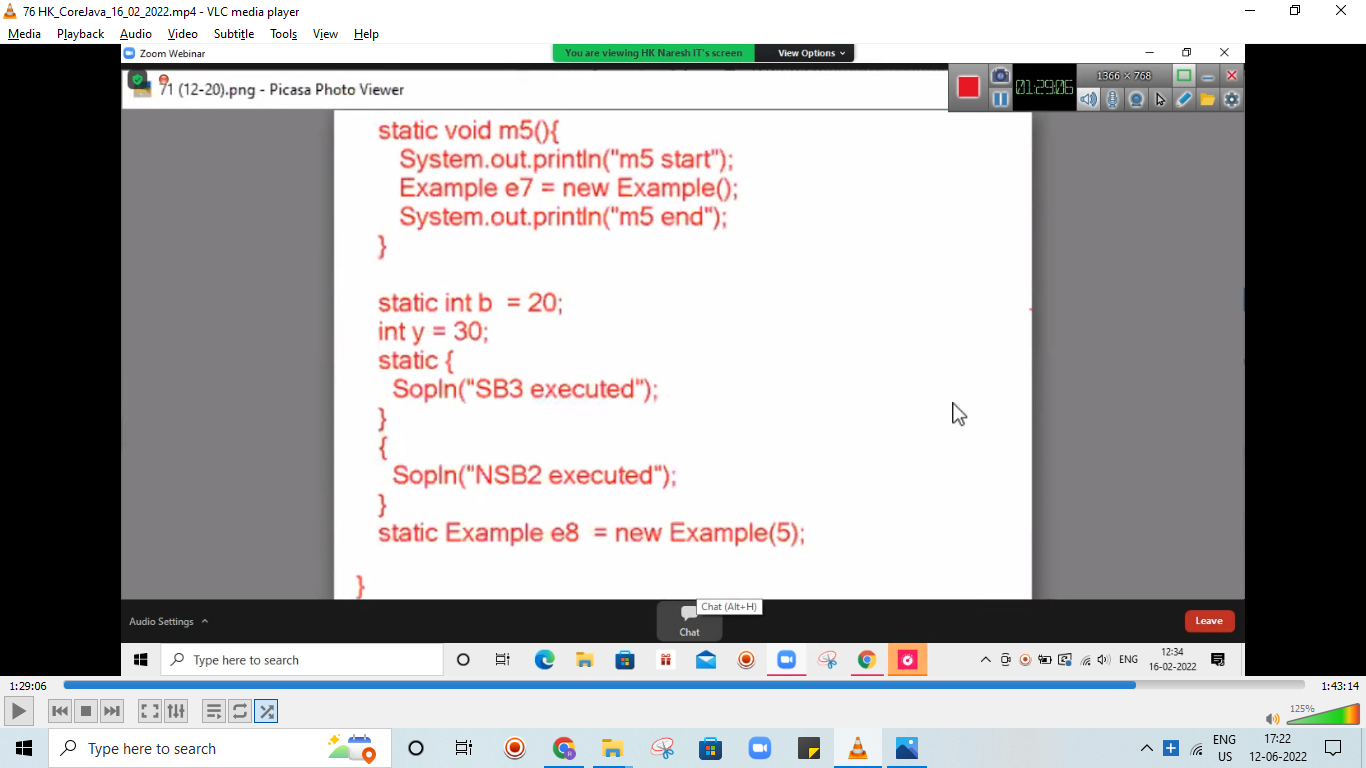 76 HK_CoreJava_16_02_2022.mp4 - VLC media player
Media Playback Audio Video Subtitle Tools View Help
Zoom Webinar
You are viewing HK Naresh IT's screen
View Options
71 (12-20).png - Picasa Photo Viewer
1366 × 768
01:29:06
static void m5(){
System.out.println("m5 start");
Example e7 = new Example();
System.out.println("m5 end");
}
static int b = 20;
int y = 30;
static {
Sopln("SB3 executed");
}
{
Sopln("NSB2 executed");
}
static Example e8 = new Example(5);
}
Chat (Alt+H)
Audio Settings
Chat
Leave
Type here to search
ENG
12:34
16-02-2022
1:29:06
1:43:14
125%
Type here to search
ENG
US
17:22
12-06-2022